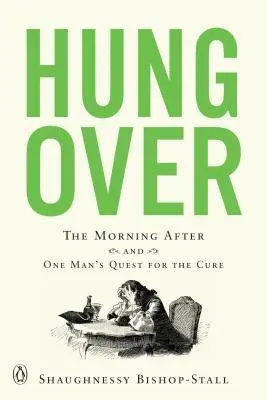 HUNG
OVER
The Morning After
AND
One Man's Quest for the Cure
Shaughnessy Bishop-Stall